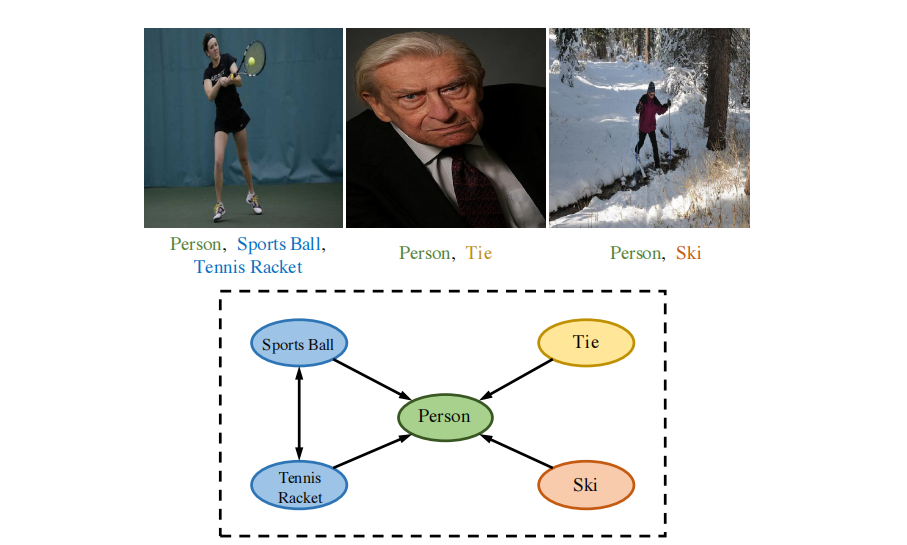 Person, Sports Ball,
Tennis Racket
Person, Tie
Person, Ski
Sports Ball
Tie
Person
Tennis
Racket
Ski